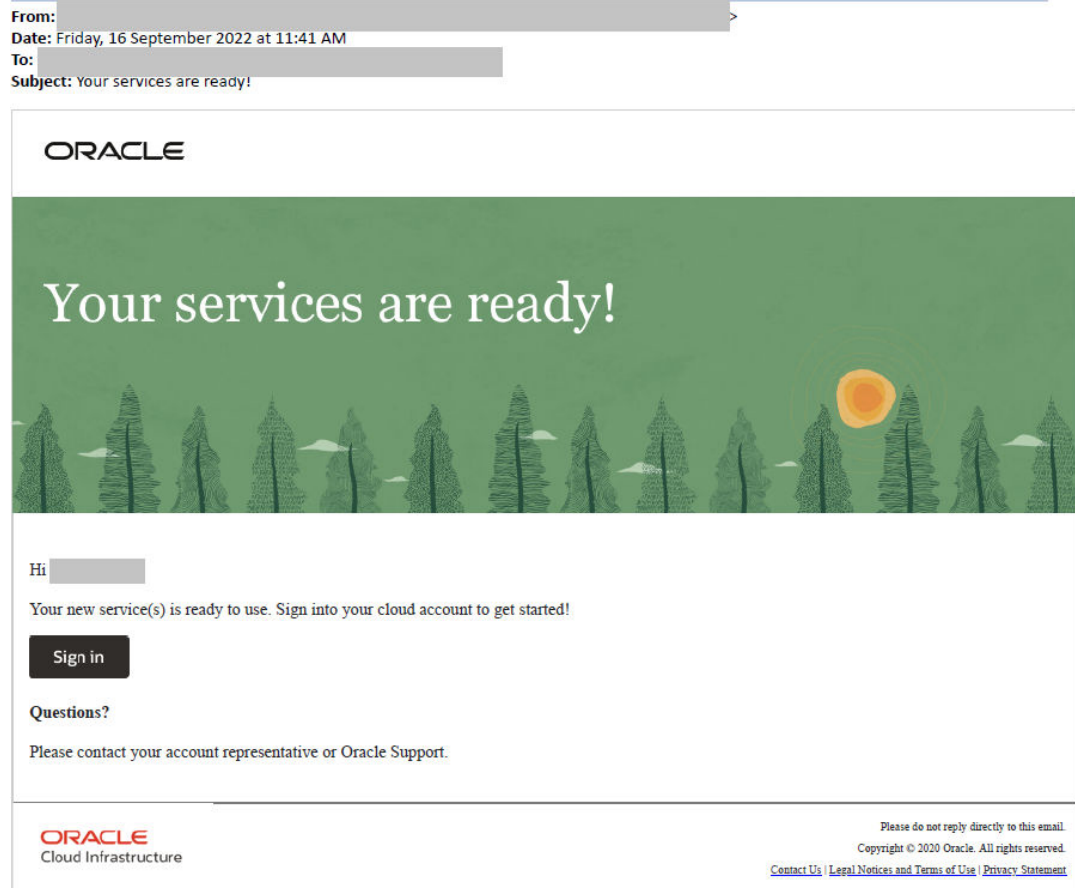 From: >
Date: Friday, 16 September 2022 at 11:41 AM
To:
Subject: Your services are ready!
ORACLE
Your services are ready!
Hi
Your new service(s) is ready to use. Sign into your cloud account to get started!
Sign in
Questions?
Please contact your account representative or Oracle Support.
ORACLE
Cloud Infrastructure
Please do not reply directly to this email.
Copyright © 2020 Oracle. All rights reserved.
Contact Us | Legal Notices and Terms of Use | Privacy Statement